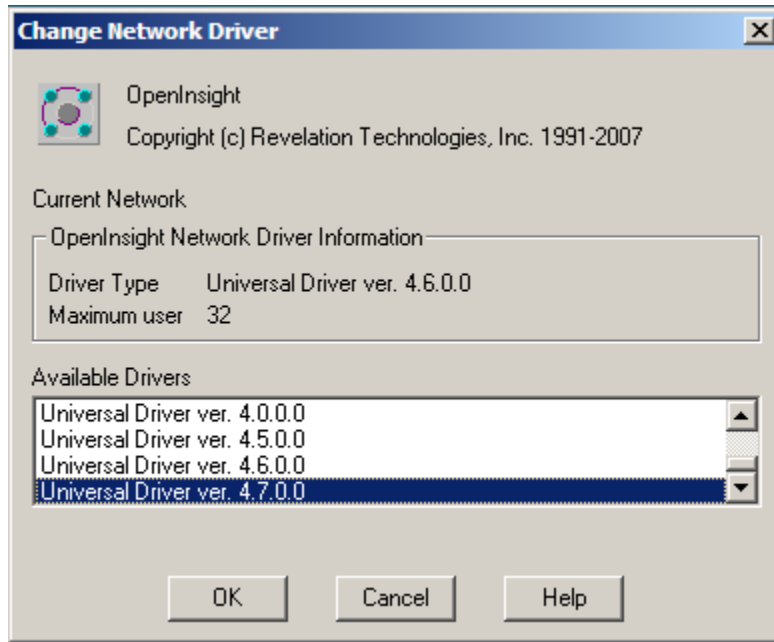 Change Network Driver
OpenInsight
Copyright (c) Revelation Technologies, Inc. 1991-2007
Current Network
OpenInsight Network Driver Information
Driver Type Universal Driver ver. 4.6.0.0
Maximum user 32
Available Drivers
Universal Driver ver. 4.0.0.0
Universal Driver ver. 4.5.0.0
Universal Driver ver. 4.6.0.0
Universal Driver ver. 4.7.0.0
OK Cancel Help